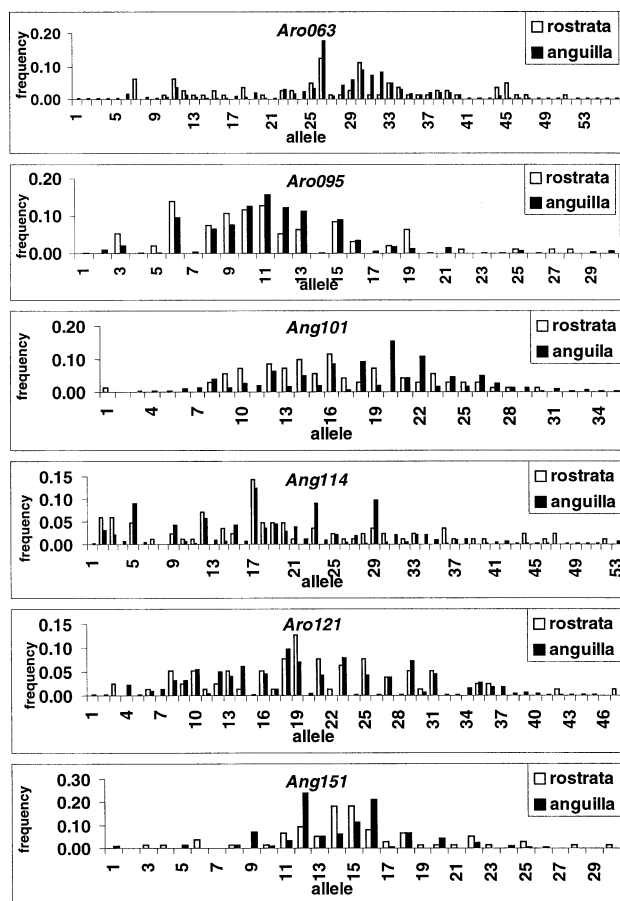 Aro063
rostrata
anguilla
frequency
0.20
0.10
0.00
1 5 9 13 17 21 25 29 33 37 41 45 49 53
allele
Aro095
rostrata
anguilla
frequency
0.20
0.10
0.00
1 3 5 7 9 11 13 15 17 19 21 23 25 27 29
allele
Ang101
rostrata
anguilla
frequency
0.20
0.10
0.00
1 4 7 10 13 16 19 22 25 28 31 34
allele
Ang114
rostrata
anguilla
frequency
0.15
0.10
0.05
0.00
1 5 9 13 17 21 25 29 33 37 41 45 49 53
allele
Aro121
rostrata
anguilla
frequency
0.15
0.10
0.05
0.00
1 4 7 10 13 16 19 22 25 28 31 34 37 40 43 46
allele
Ang151
rostrata
anguilla
frequency
0.30
0.20
0.10
0.00
1 3 5 7 9 11 13 15 17 19 21 23 25 27 29
allele